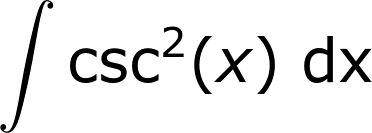 ∫ csc²(x) dx